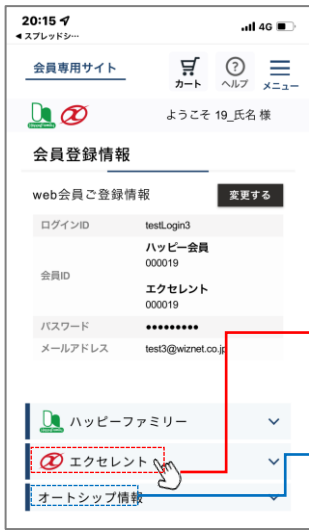 20:15
4G
◀ スプレッドシ…
会員専用サイト
カート
ヘルプ
メニュー
ようこそ 19_氏名 様
会員登録情報
web会員ご登録情報
変更する
ログインID testLogin3
会員ID
ハッピー会員
000019
エクセレント
000019
パスワード ●●●●●●●●●
メールアドレス test3@wiznet.co.jp
ハッピーファミリー
エクセレント
オートシップ情報